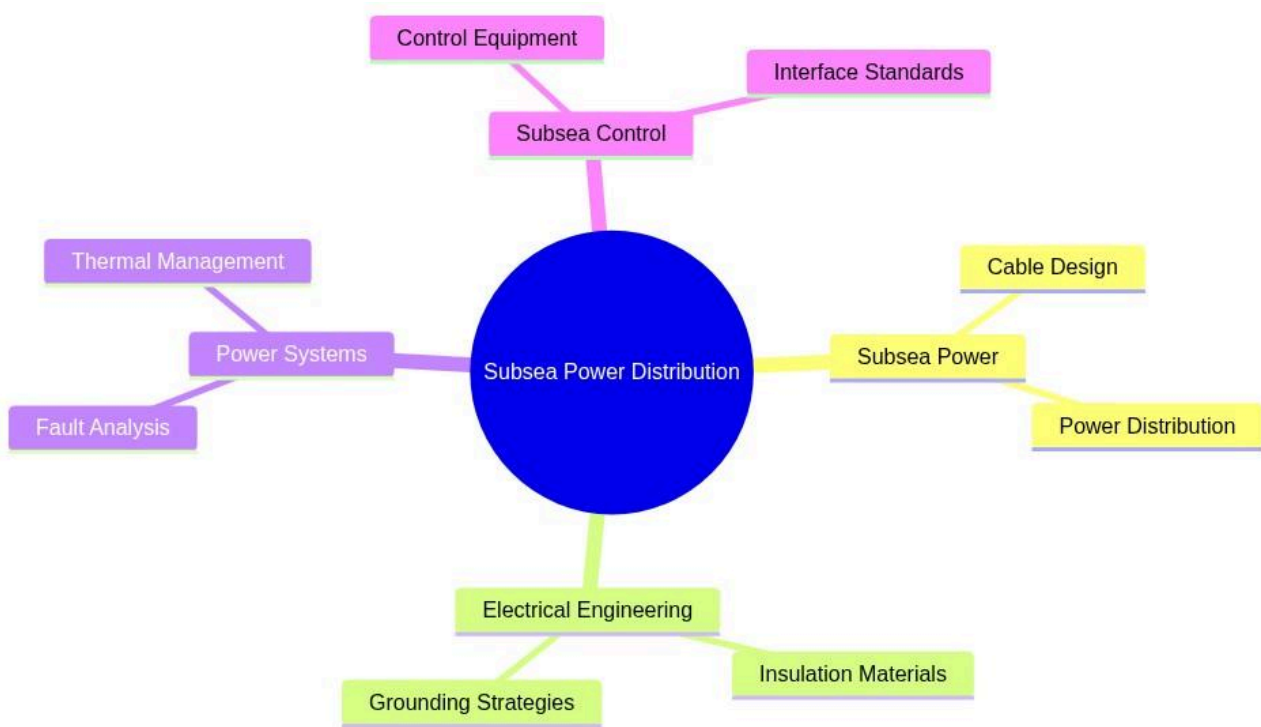 Control Equipment
Interface Standards
Subsea Control
Thermal Management
Cable Design
Power Systems
Subsea Power Distribution
Subsea Power
Fault Analysis
Power Distribution
Electrical Engineering
Insulation Materials
Grounding Strategies